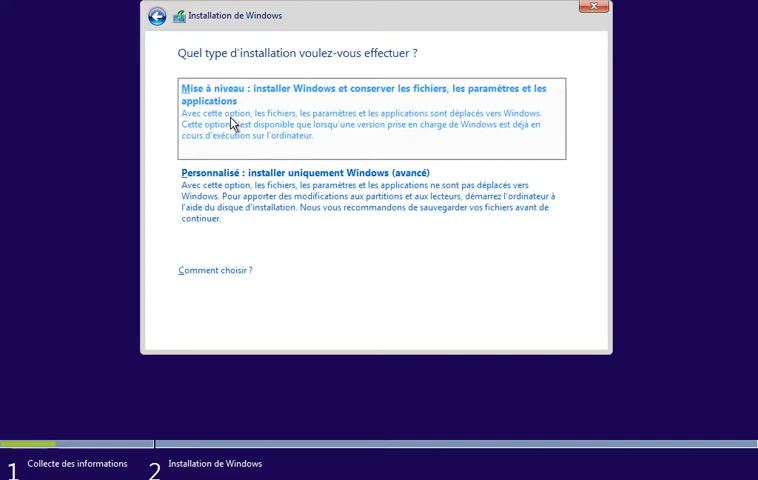 Installation de Windows
Quel type d'installation voulez-vous effectuer ?
Mise à niveau : installer Windows et conserver les fichiers, les paramètres et les
applications
Avec cette option, les fichiers, les paramètres et les applications sont déplacés vers Windows.
Cette option n'est disponible que lorsqu'une version prise en charge de Windows est déjà en
cours d'exécution sur l'ordinateur.
Personnalisé : installer uniquement Windows (avancé)
Avec cette option, les fichiers, les paramètres et les applications ne sont pas déplacés vers
Windows. Pour apporter des modifications aux partitions et aux lecteurs, démarrez l'ordinateur à
l'aide du disque d'installation. Nous vous recommandons de sauvegarder vos fichiers avant de
continuer.
Comment choisir ?
1 Collecte des informations
2 Installation de Windows